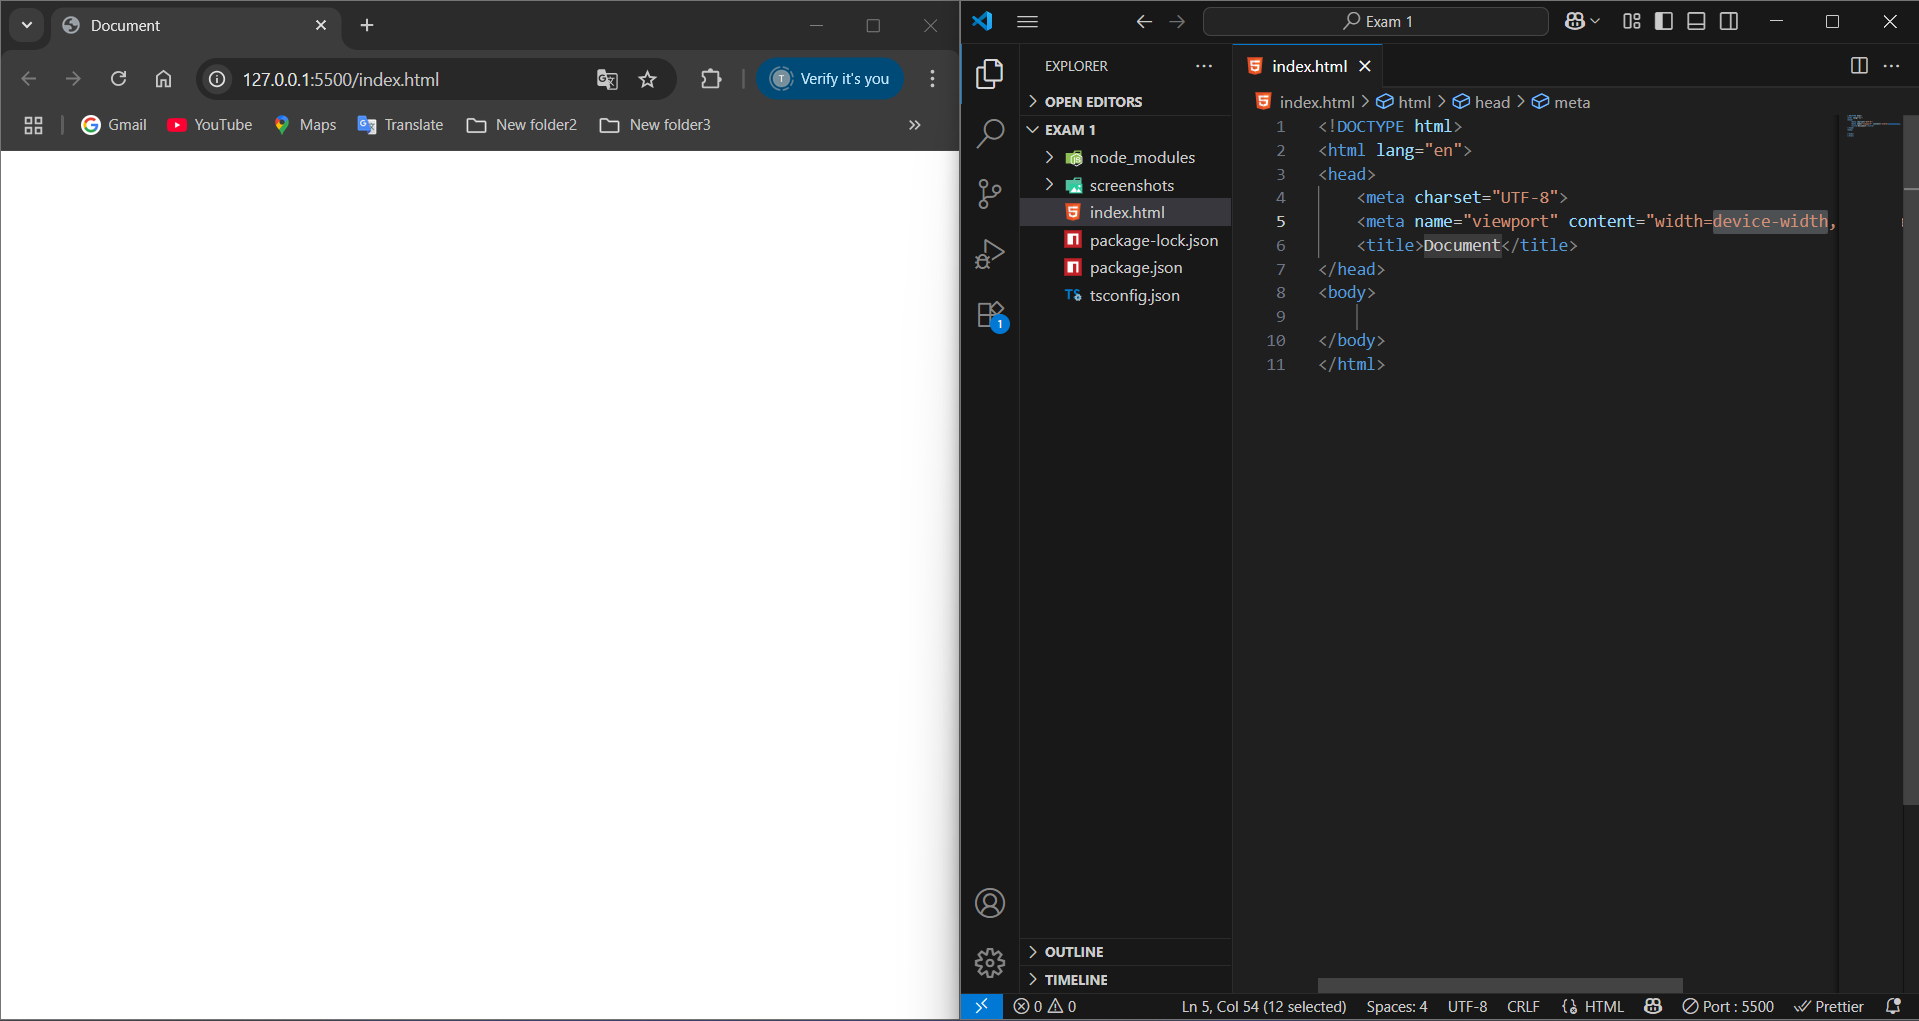 Document
127.0.0.1:5500/index.html
T Verify it's you
Gmail YouTube Maps Translate New folder2 New folder3
Exam 1
EXPLORER
OPEN EDITORS
EXAM 1
node_modules
screenshots
index.html
package-lock.json
package.json
TS tsconfig.json
OUTLINE
TIMELINE
1
index.html
index.html > html > head > meta
1 <!DOCTYPE html>
2 <html lang="en">
3 <head>
4 <meta charset="UTF-8">
5 <meta name="viewport" content="width=device-width,
6 <title>Document</title>
7 </head>
8 <body>
9
10 </body>
11 </html>
0 0 Ln 5, Col 54 (12 selected) Spaces: 4 UTF-8 CRLF {} HTML Port : 5500 Prettier